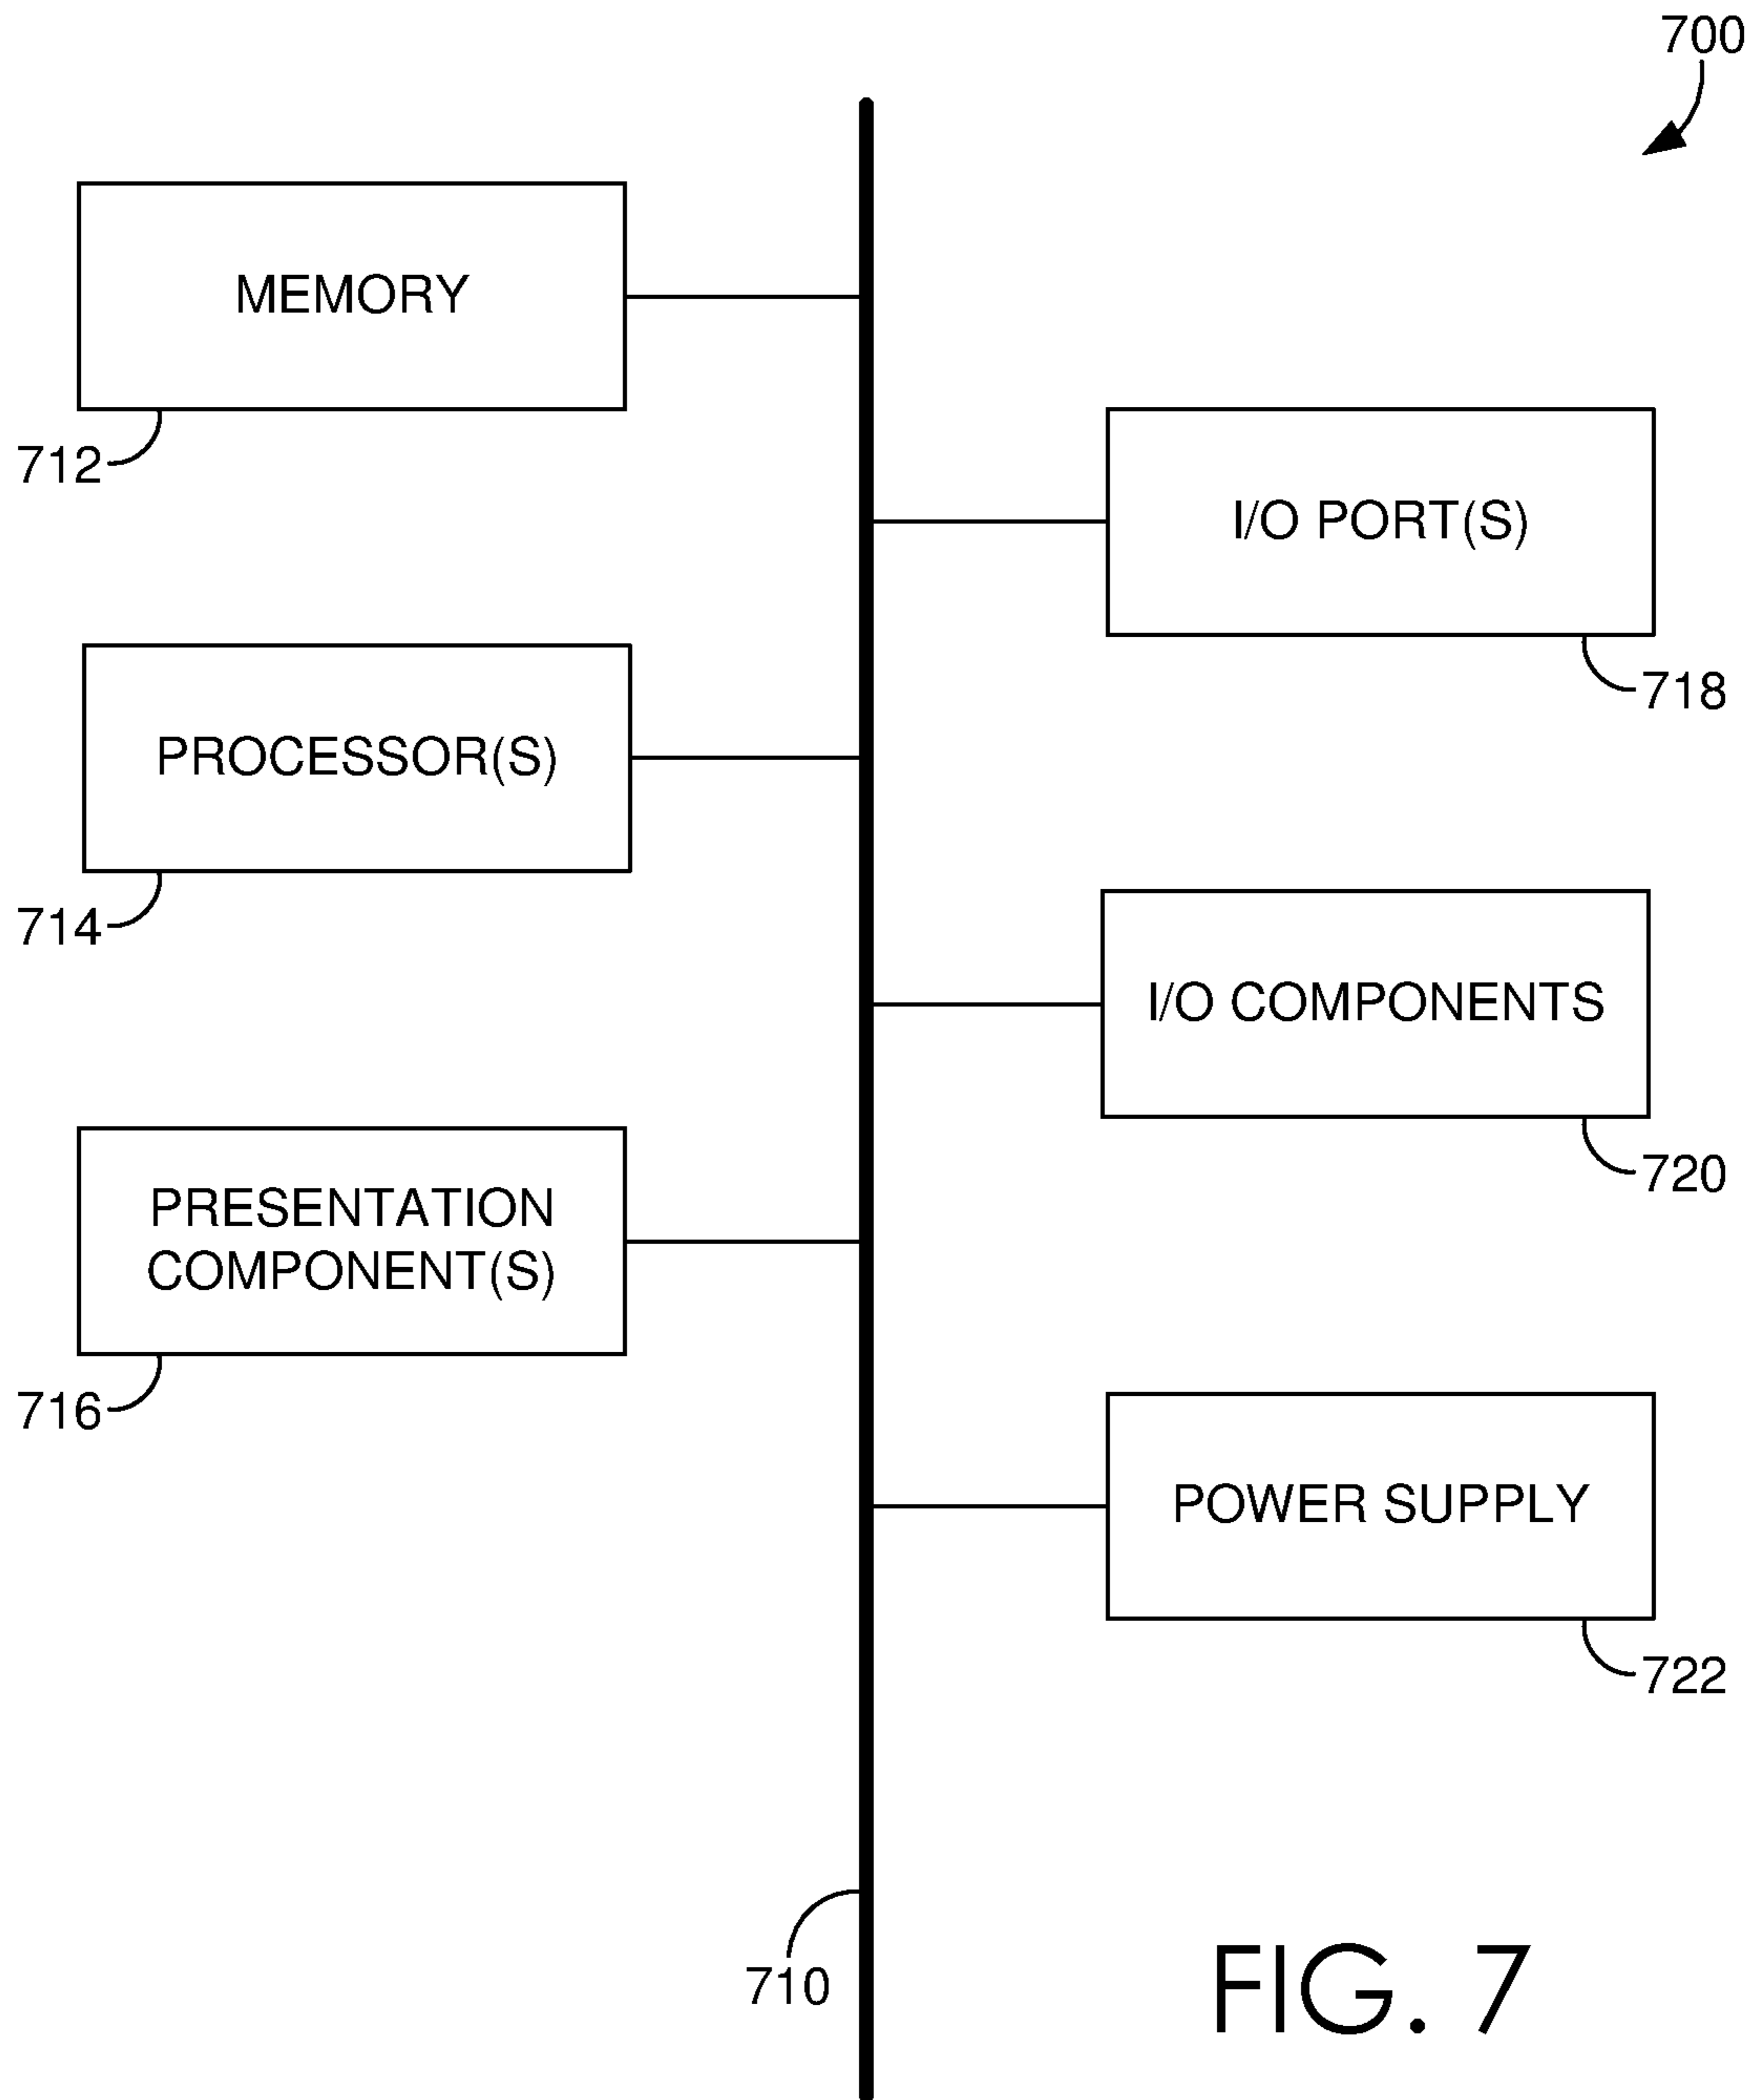 700
MEMORY
712
I/O PORT(S)
718
PROCESSOR(S)
714
I/O COMPONENTS
720
PRESENTATION
COMPONENT(S)
716
POWER SUPPLY
722
710
FIG. 7